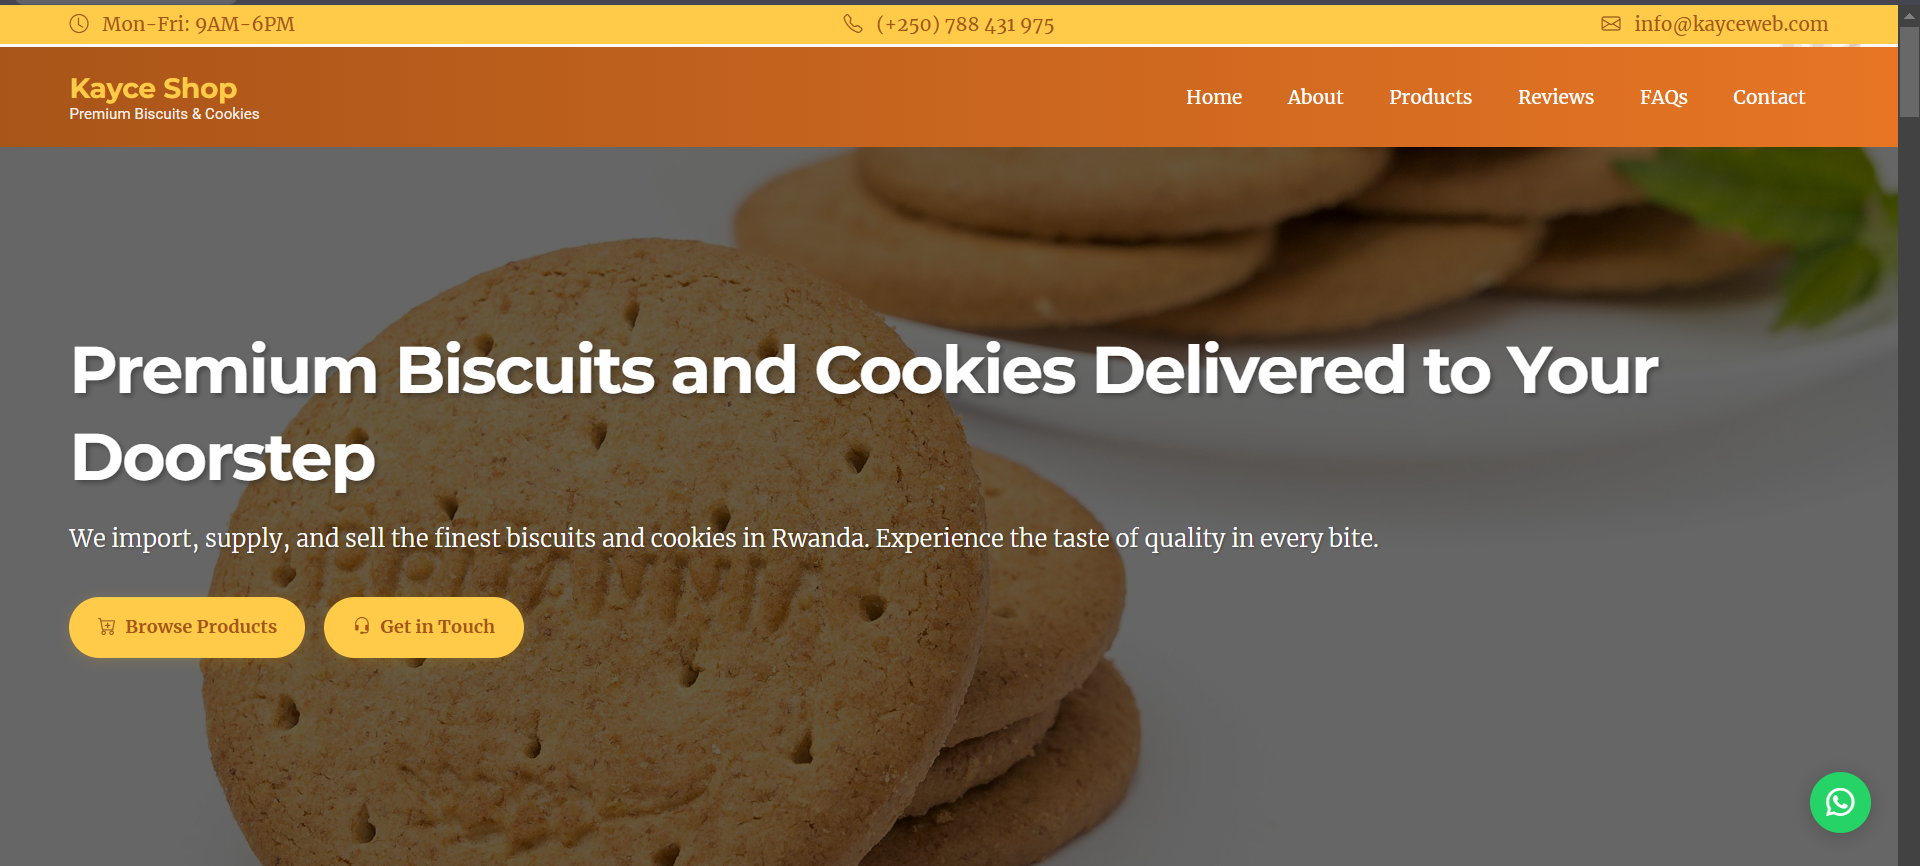 Mon-Fri: 9AM-6PM
(+250) 788 431 975
info@kayceweb.com
Kayce Shop
Premium Biscuits & Cookies
Home
About
Products
Reviews
FAQs
Contact
Premium Biscuits and Cookies Delivered to Your
Doorstep
We import, supply, and sell the finest biscuits and cookies in Rwanda. Experience the taste of quality in every bite.
Browse Products
Get in Touch